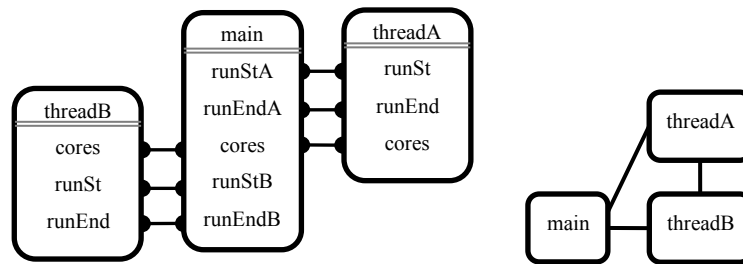 main
runStA
runEndA
cores
runStB
runEndB
threadA
runSt
runEnd
cores
threadB
cores
runSt
runEnd
threadA
main
threadB